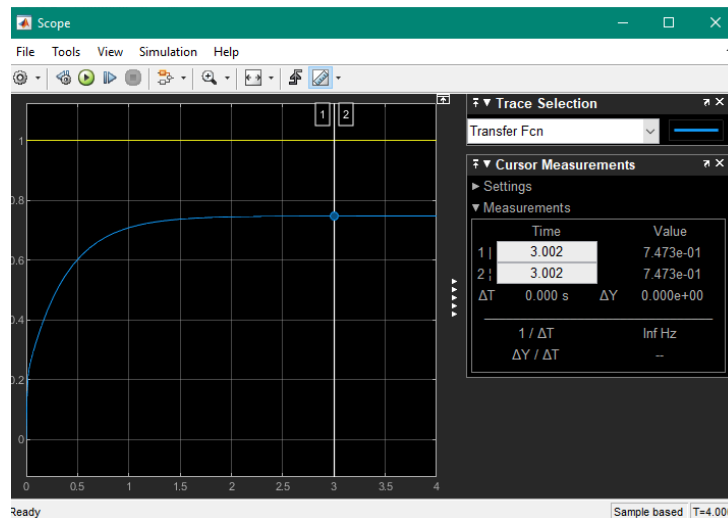 Scope
File Tools View Simulation Help
Trace Selection
Transfer Fcn
Cursor Measurements
Settings
Measurements
Time Value
1 | 3.002 7.473e-01
2 ¦ 3.002 7.473e-01
ΔT 0.000 s ΔY 0.000e+00
1 / ΔT Inf Hz
ΔY / ΔT --
1 2
1
0.8
0.6
0.4
0.2
0
0 0.5 1 1.5 2 2.5 3 3.5 4
Ready Sample based T=4.00